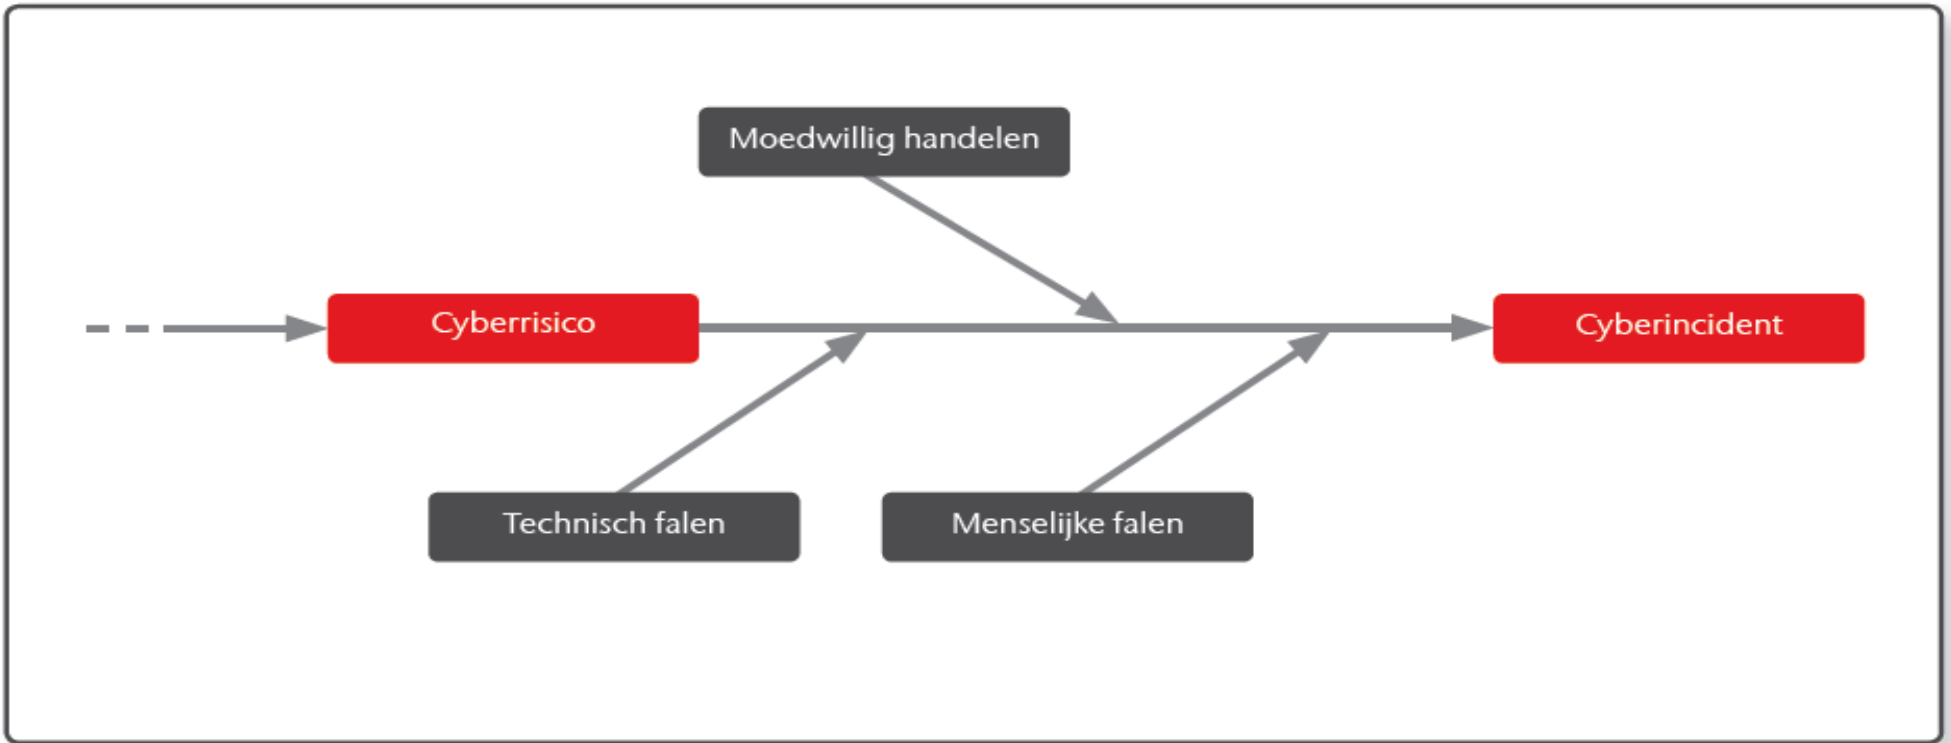 Moedwillig handelen
Cyberrisico
Cyberincident
Technisch falen
Menselijke falen